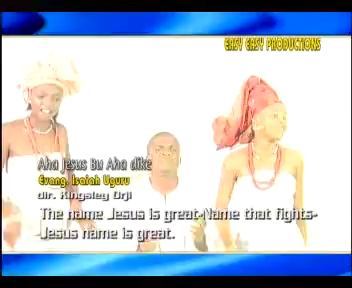 EASY EASY PRODUCTIONS
Aha Jesus Bu Aha dike
Evang. Isaiah Uguru
dir. Kingsley Orji
The name Jesus is great-Name that fights-
Jesus name is great.